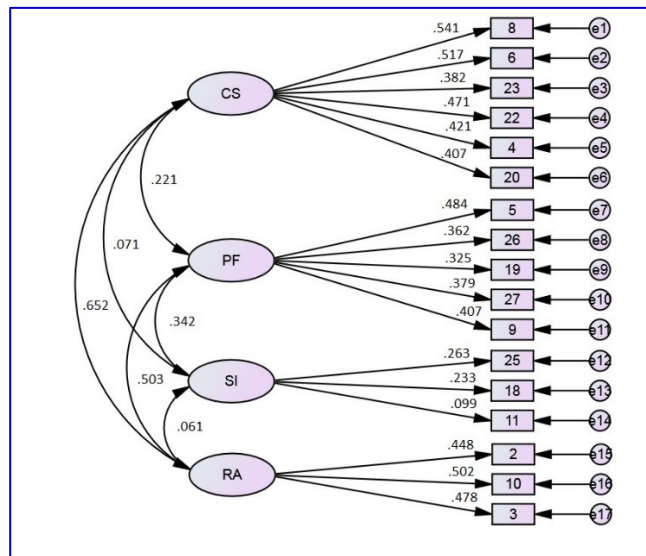 .541 8 e1
.517 6 e2
.382 23 e3
CS
.471 22 e4
.421 4 e5
.407 20 e6
.221
.484 5 e7
.071
.362 26 e8
PF
.325 19 e9
.652
.379 27 e10
.342
.407 9 e11
.263 25 e12
.503
SI
.233 18 e13
.061
.099 11 e14
.448 2 e15
RA
.502 10 e16
.478 3 e17